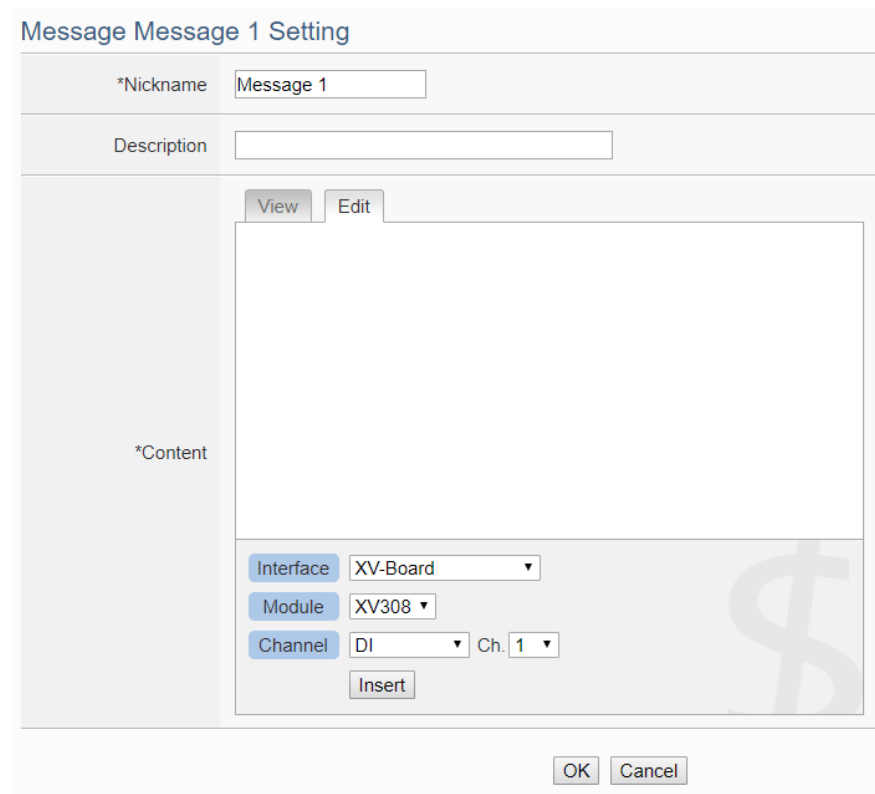 Message Message 1 Setting
*Nickname Message 1
Description
View Edit
*Content
Interface XV-Board
Module XV308
Channel DI Ch. 1
Insert
$
OK Cancel